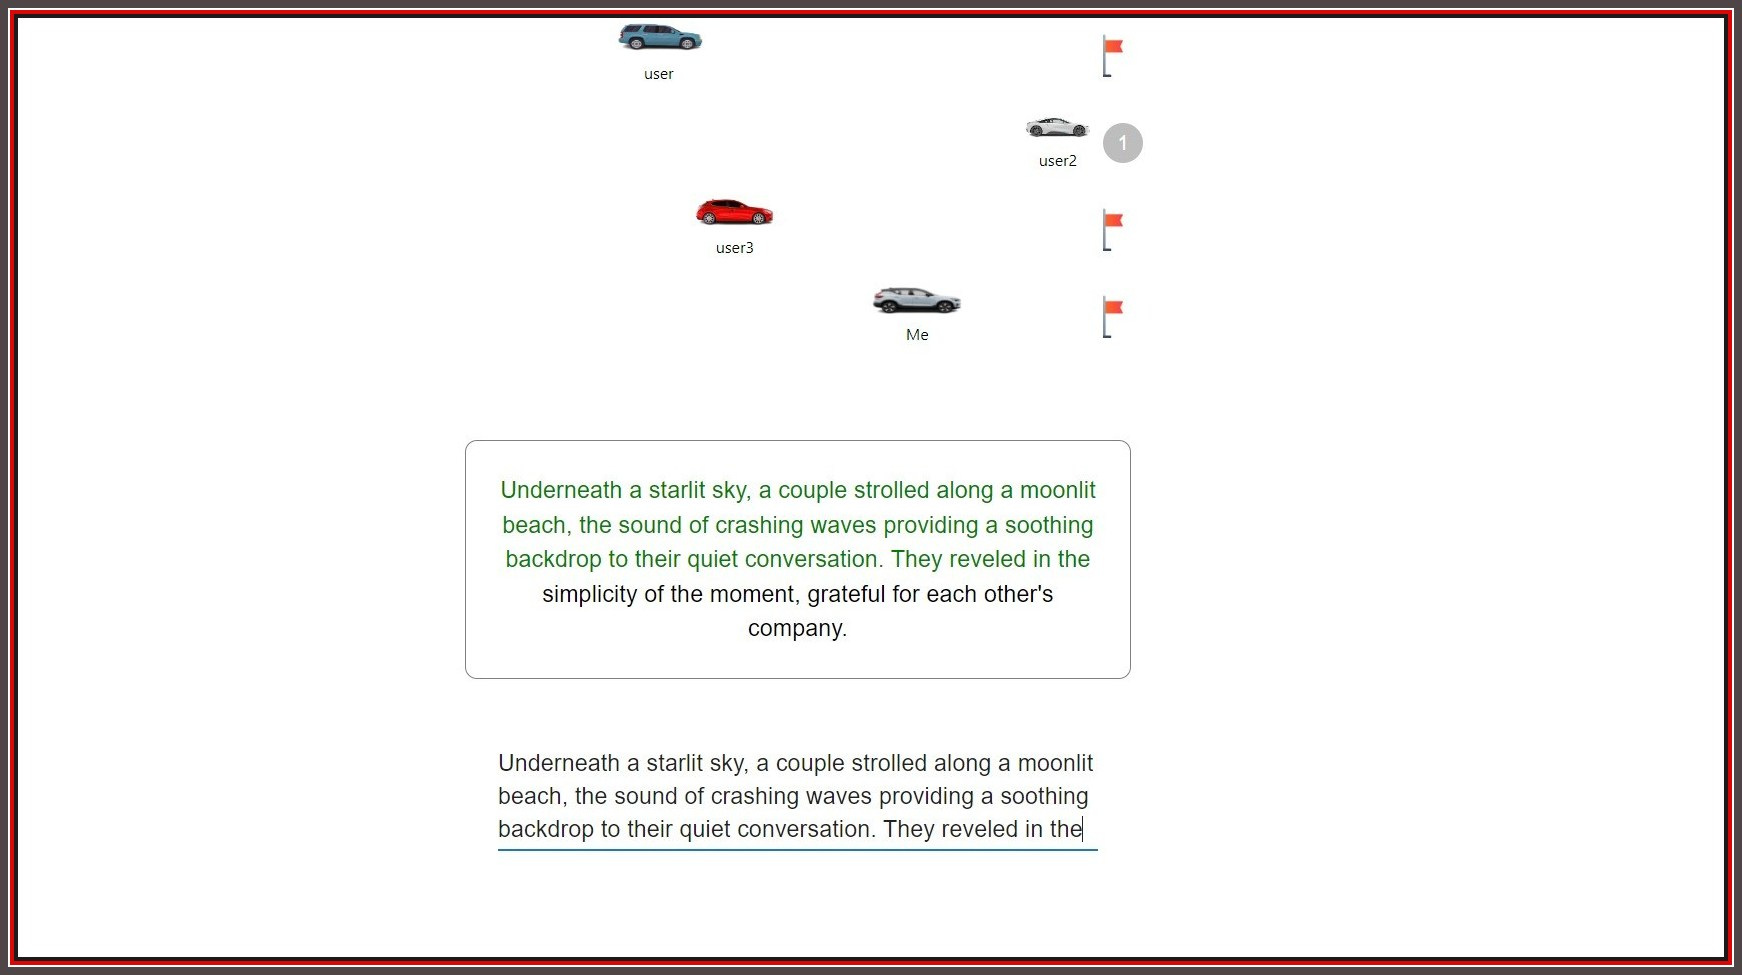 user
1
user2
user3
Me
Underneath a starlit sky, a couple strolled along a moonlit
beach, the sound of crashing waves providing a soothing
backdrop to their quiet conversation. They reveled in the
simplicity of the moment, grateful for each other's
company.
Underneath a starlit sky, a couple strolled along a moonlit
beach, the sound of crashing waves providing a soothing
backdrop to their quiet conversation. They reveled in the